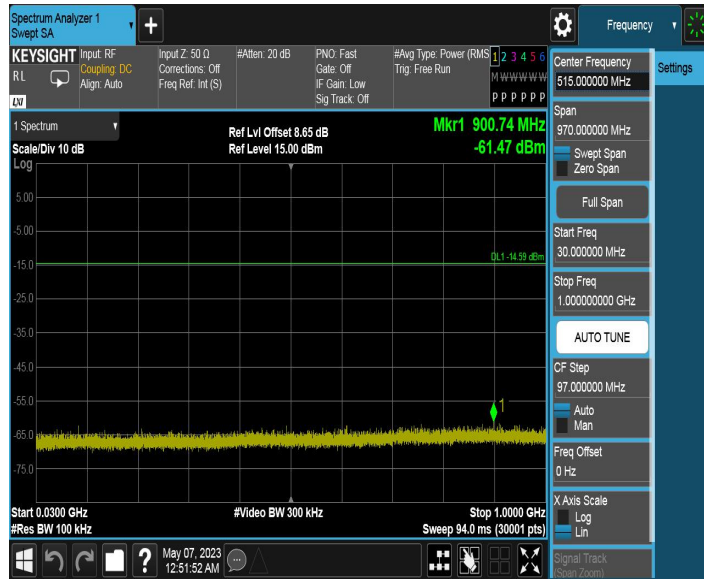 Spectrum Analyzer 1
Swept SA
+
Frequency
KEYSIGHT
RL
LXI
Input: RF
Coupling: DC
Align: Auto
Input Z: 50 Ω
Corrections: Off
Freq Ref: Int (S)
#Atten: 20 dB
PNO: Fast
Gate: Off
IF Gain: Low
Sig Track: Off
#Avg Type: Power (RMS
Trig: Free Run
1 2 3 4 5 6
M W W W W W
P P P P P P
1 Spectrum
Scale/Div 10 dB
Ref Lvl Offset 8.65 dB
Ref Level 15.00 dBm
Mkr1 900.74 MHz
-61.47 dBm
Log
5.00
-5.00
DL1 -14.59 dBm
-15.0
-25.0
-35.0
-45.0
-55.0
1
-65.0
-75.0
Start 0.0300 GHz
#Res BW 100 kHz
#Video BW 300 kHz
Stop 1.0000 GHz
Sweep 94.0 ms (30001 pts)
?
May 07, 2023
12:51:52 AM
Center Frequency
515.000000 MHz
Settings
Span
970.000000 MHz
Swept Span
Zero Span
Full Span
Start Freq
30.000000 MHz
Stop Freq
1.000000000 GHz
AUTO TUNE
CF Step
97.000000 MHz
Auto
Man
Freq Offset
0 Hz
X Axis Scale
Log
Lin
Signal Track
(Span Zoom)